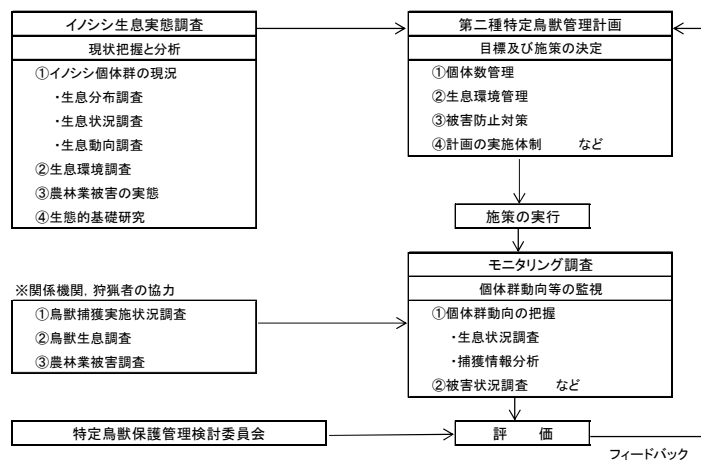 イノシシ生息実態調査
現状把握と分析
①イノシシ個体群の現況
・生息分布調査
・生息状況調査
・生息動向調査
②生息環境調査
③農林業被害の実態
④生態的基礎研究
第二種特定鳥獣管理計画
目標及び施策の決定
①個体数管理
②生息環境管理
③被害防止対策
④計画の実施体制　　など
施策の実行
モニタリング調査
個体群動向等の監視
①個体群動向の把握
・生息状況調査
・捕獲情報分析
②被害状況調査　　など
※関係機関，狩猟者の協力
①鳥獣捕獲実施状況調査
②鳥獣生息調査
③農林業被害調査
特定鳥獣保護管理検討委員会
評　　価
フィードバック